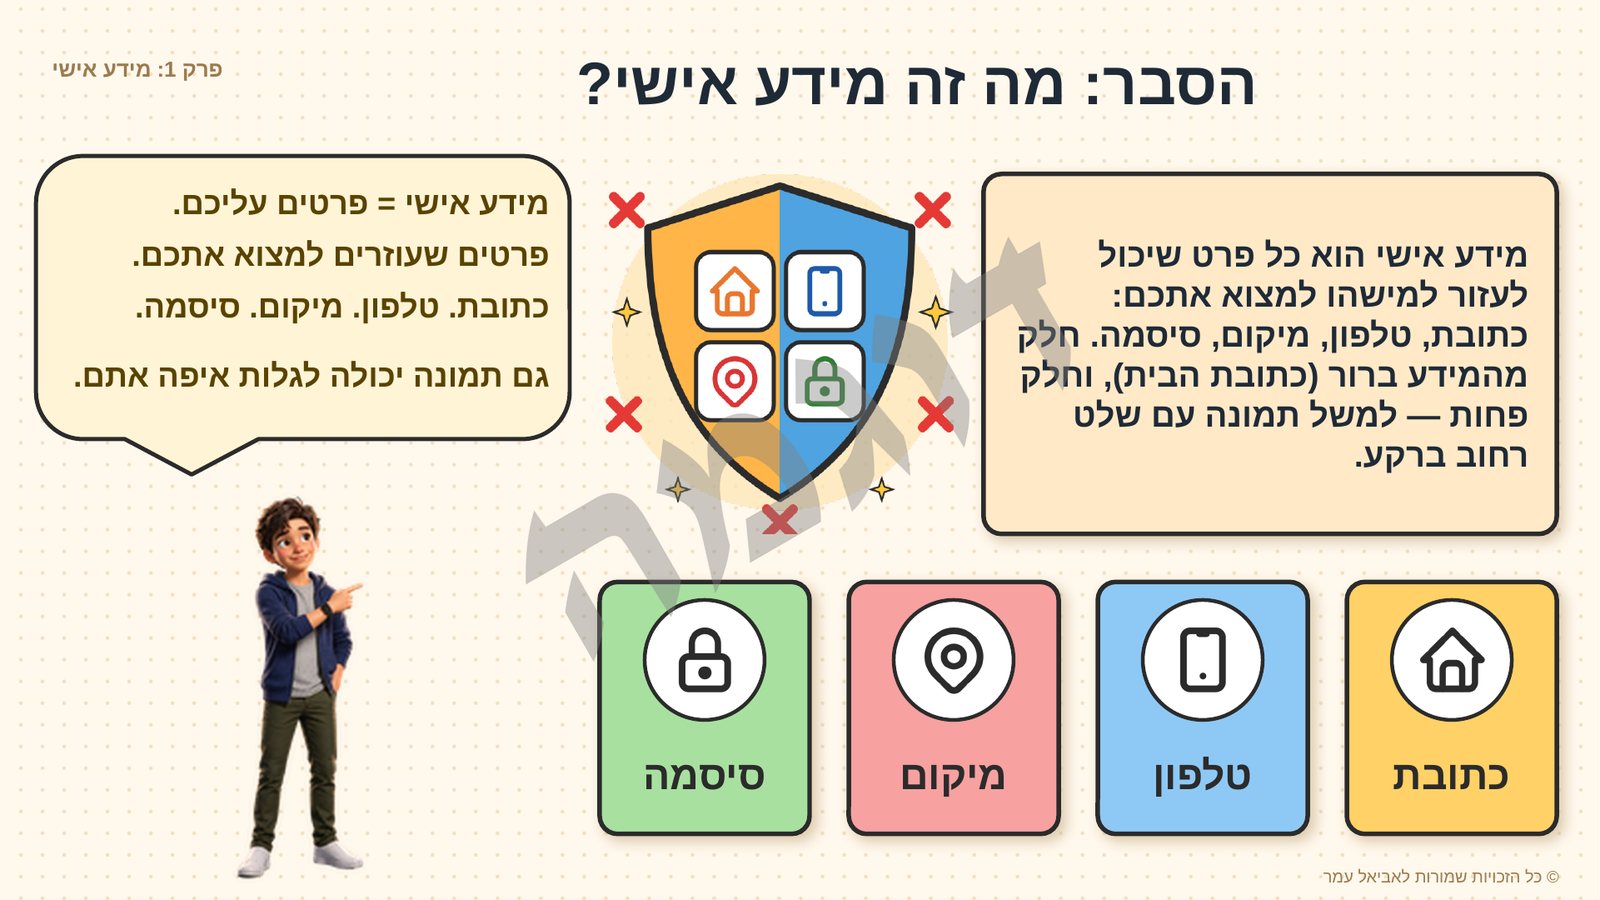 הסבר: מה זה מידע אישי?
פרק 1: מידע אישי
מידע אישי הוא כל פרט שיכול
לעזור למישהו למצוא אתכם:
כתובת, טלפון, מיקום, סיסמה. חלק
מהמידע ברור (כתובת הבית), וחלק
פחות — למשל תמונה עם שלט
רחוב ברקע.
מידע אישי = פרטים עליכם.
פרטים שעוזרים למצוא אתכם.
כתובת. טלפון. מיקום. סיסמה.
גם תמונה יכולה לגלות איפה אתם.
דוגמה
כתובת
טלפון
מיקום
סיסמה
© כל הזכויות שמורות לאביאל עמר